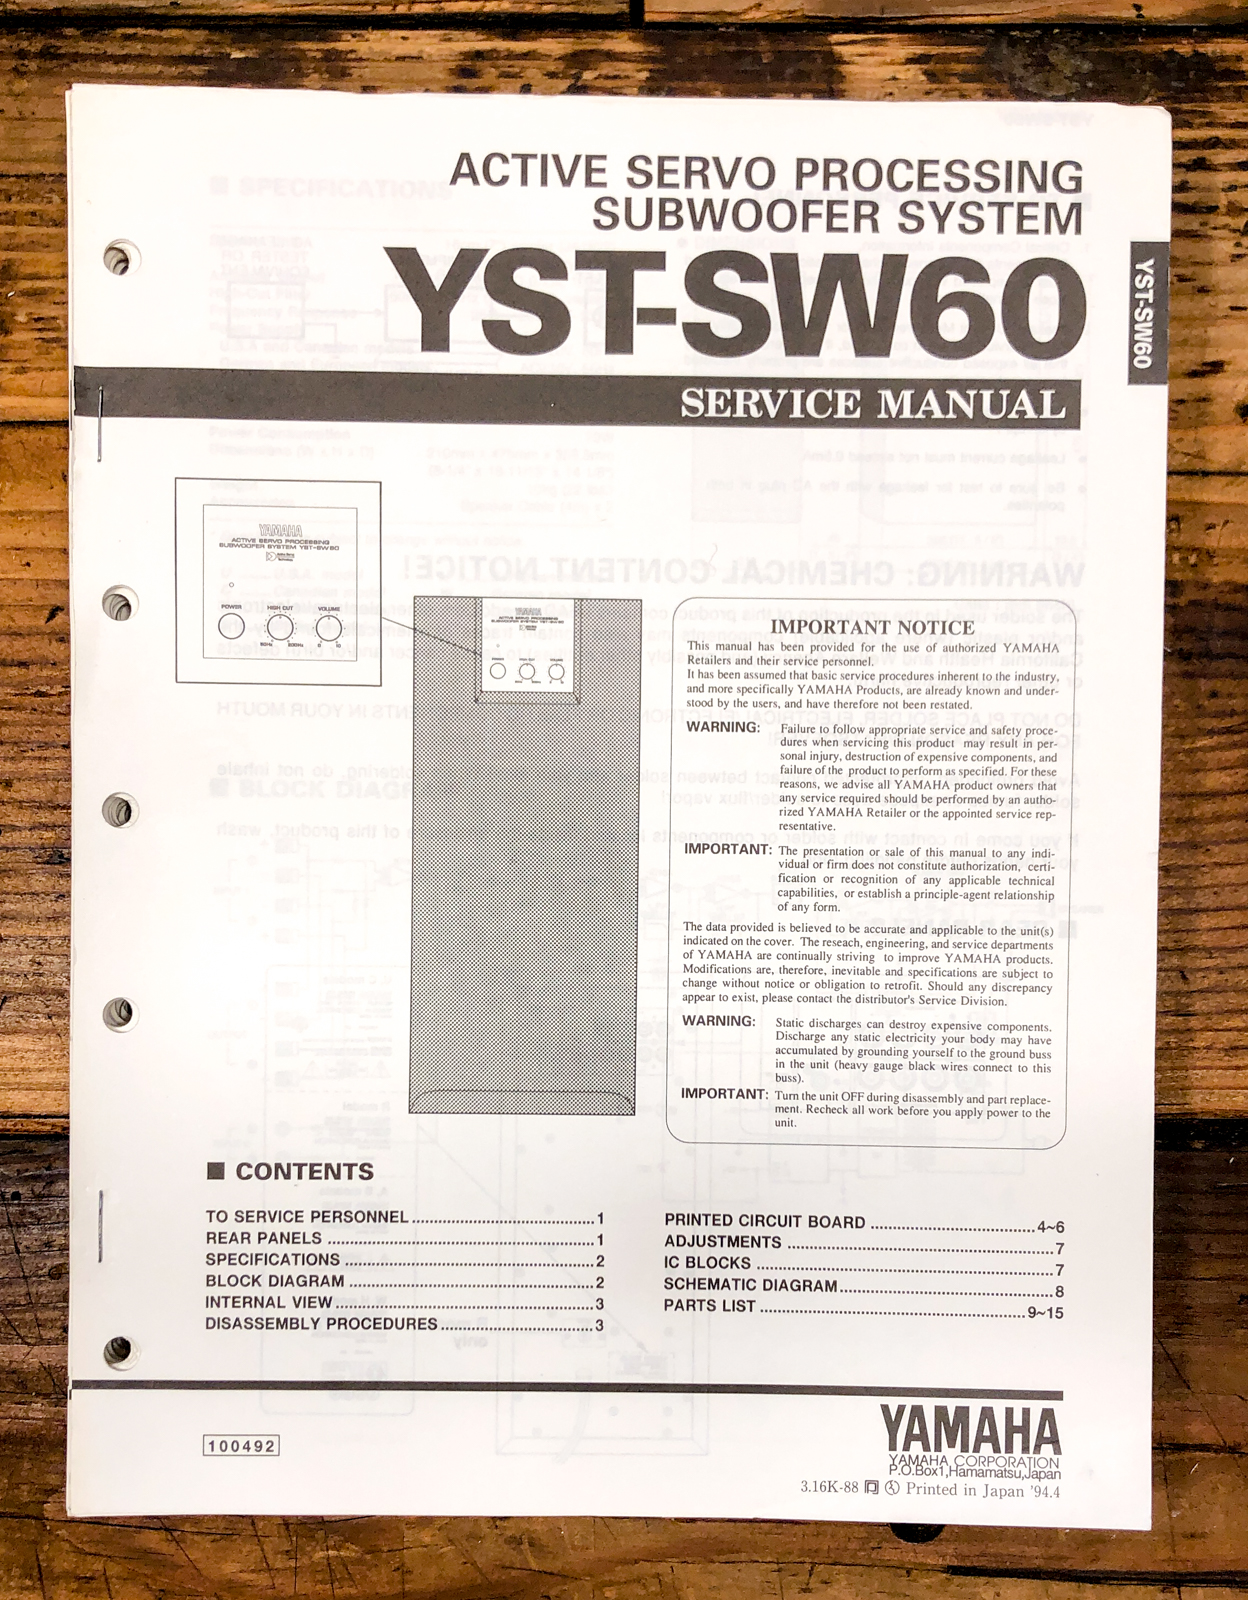 ACTIVE SERVO PROCESSING
SUBWOOFER SYSTEM
YST-SW60
YST-SW60
SERVICE MANUAL
YAMAHA
ACTIVE SERVO PROCESSING
SUBWOOFER SYSTEM YST-SW60
POWER
HIGH CUT
VOLUME
YAMAHA
ACTIVE SERVO PROCESSING
SUBWOOFER SYSTEM YST-SW60
IMPORTANT NOTICE
This manual has been provided for the use of authorized YAMAHA
Retailers and their service personnel.
It has been assumed that basic service procedures inherent to the industry,
and more specifically YAMAHA Products, are already known and under-
stood by the users, and have therefore not been restated.
WARNING: Failure to follow appropriate service and safety proce-
dures when servicing this product may result in per-
sonal injury, destruction of expensive components, and
failure of the product to perform as specified. For these
reasons, we advise all YAMAHA product owners that
any service required should be performed by an autho-
rized YAMAHA Retailer or the appointed service rep-
resentative.
IMPORTANT: The presentation or sale of this manual to any indi-
vidual or firm does not constitute authorization, certi-
fication or recognition of any applicable technical
capabilities, or establish a principle-agent relationship
of any form.
The data provided is believed to be accurate and applicable to the unit(s)
indicated on the cover. The reseach, engineering, and service departments
of YAMAHA are continually striving to improve YAMAHA products.
Modifications are, therefore, inevitable and specifications are subject to
change without notice or obligation to retrofit. Should any discrepancy
appear to exist, please contact the distributor's Service Division.
WARNING: Static discharges can destroy expensive components.
Discharge any static electricity your body may have
accumulated by grounding yourself to the ground buss
in the unit (heavy gauge black wires connect to this
buss).
IMPORTANT: Turn the unit OFF during disassembly and part replace-
ment. Recheck all work before you apply power to the
unit.
■ CONTENTS
TO SERVICE PERSONNEL ........ 1
REAR PANELS ........ 1
SPECIFICATIONS ........ 2
BLOCK DIAGRAM ........ 2
INTERNAL VIEW ........ 3
DISASSEMBLY PROCEDURES ........ 3
PRINTED CIRCUIT BOARD ........ 4~6
ADJUSTMENTS ........ 7
IC BLOCKS ........ 7
SCHEMATIC DIAGRAM ........ 8
PARTS LIST ........ 9~15
100492
YAMAHA
YAMAHA CORPORATION
P.O.Box1,Hamamatsu,Japan
3.16K-88 Printed in Japan '94.4